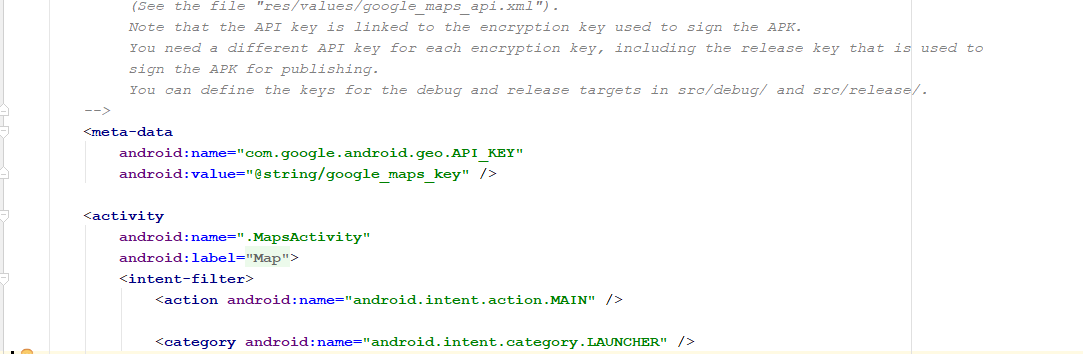 (See the file "res/values/google_maps_api.xml").
Note that the API key is linked to the encryption key used to sign the APK.
You need a different API key for each encryption key, including the release key that is used to
sign the APK for publishing.
You can define the keys for the debug and release targets in src/debug/ and src/release/.
-->
<meta-data
android:name="com.google.android.geo.API_KEY"
android:value="@string/google_maps_key" />
<activity
android:name=".MapsActivity"
android:label="Map">
<intent-filter>
<action android:name="android.intent.action.MAIN" />
<category android:name="android.intent.category.LAUNCHER" />